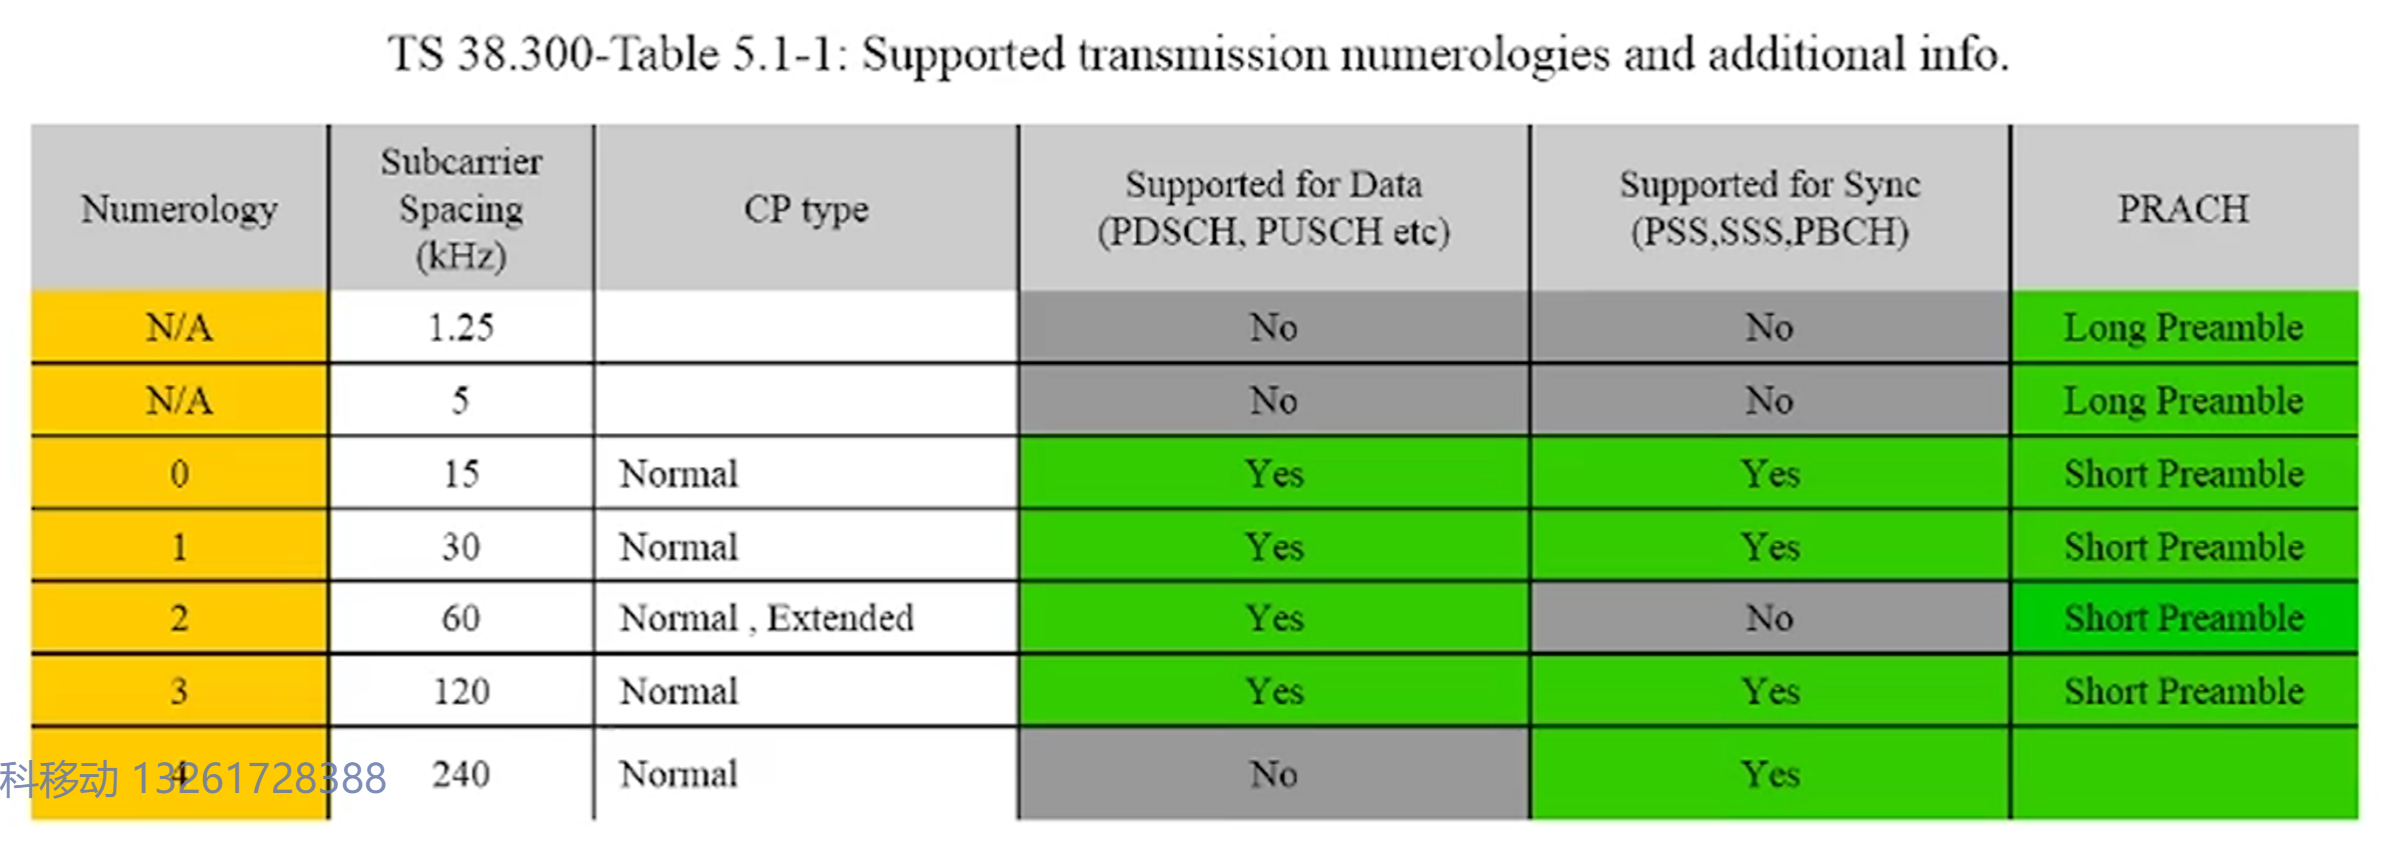 TS 38.300-Table 5.1-1: Supported transmission numerologies and additional info.
Numerology
Subcarrier
Spacing
(kHz)
CP type
Supported for Data
(PDSCH, PUSCH etc)
Supported for Sync
(PSS,SSS,PBCH)
PRACH
N/A 1.25 No No Long Preamble
N/A 5 No No Long Preamble
0 15 Normal Yes Yes Short Preamble
1 30 Normal Yes Yes Short Preamble
2 60 Normal , Extended Yes No Short Preamble
3 120 Normal Yes Yes Short Preamble
4 240 Normal No Yes
科移动 13261728388